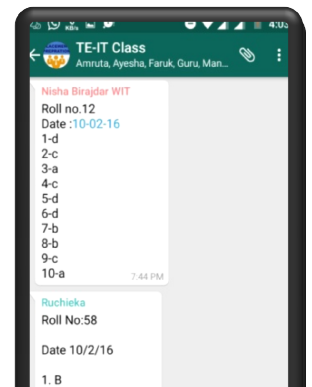 4:03
TE-IT Class
Amruta, Ayesha, Faruk, Guru, Man...
Nisha Birajdar WIT
Roll no.12
Date :10-02-16
1-d
2-c
3-a
4-c
5-d
6-d
7-b
8-b
9-c
10-a
7:44 PM
Ruchieka
Roll No:58
Date 10/2/16
1. B